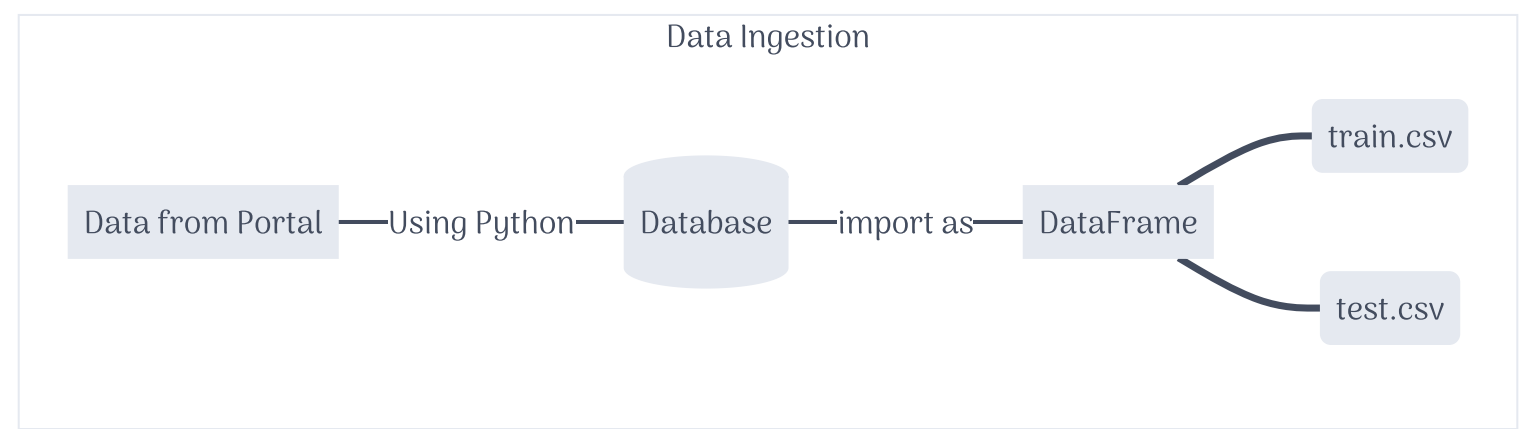 Data Ingestion
Data from Portal
Using Python
Database
import as
DataFrame
train.csv
test.csv